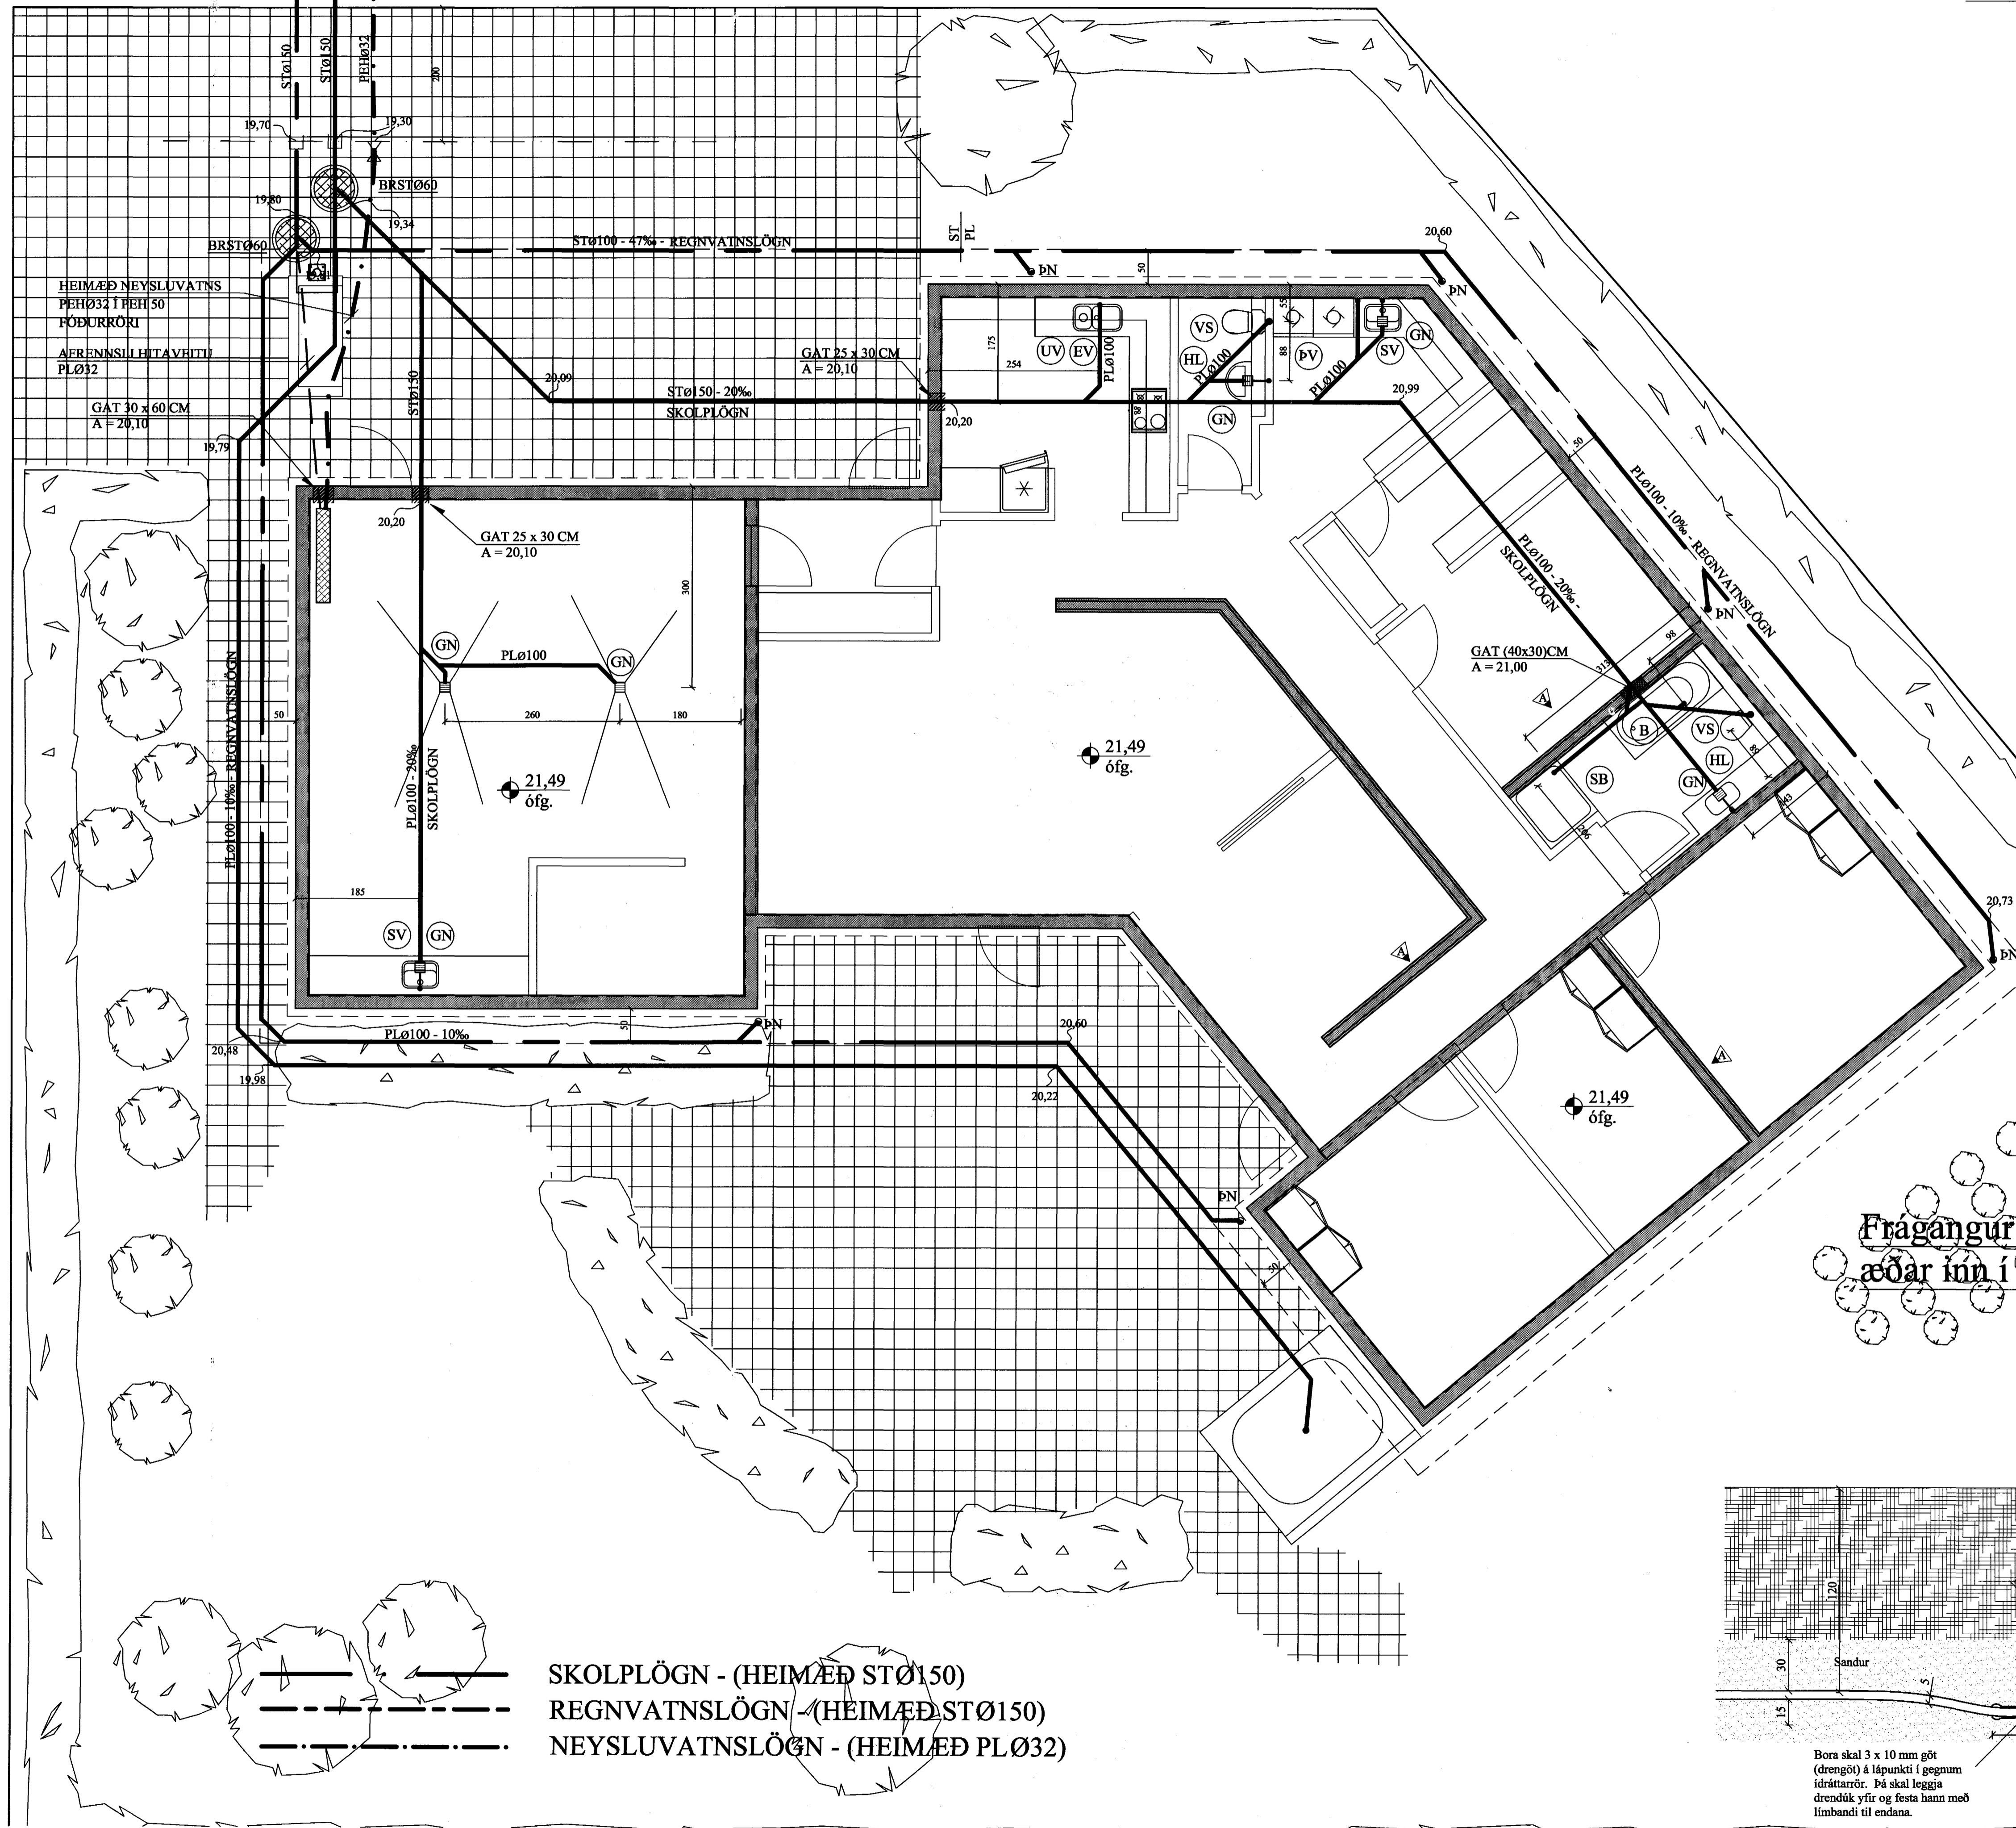 STØ150
STØ150
PEHØ32
200
19,70
19,30
BRSTØ60
19,80
19,34
BRSTØ60
STØ100 - 47‰ - REGNVATNSLÖGN
ST
PL
20,60
ÞN
50
ÞN
HEIMÆÐ NEYSLUVATNS
PEHØ32 Í PEH 50
FÓÐURRÖRI
AFRENNSLI HITAVEITU
PLØ32
GAT 30 x 60 CM
A = 20,10
19,79
STØ150
20,09
STØ150 - 20‰
SKOLPLÖGN
GAT 25 x 30 CM
A = 20,10
20,20
175
254
UV
EV
PLØ100
VS
HL
PLØ100
GN
55
88
ÞV
PLØ100
SV
GN
20,99
50
PLØ100 - 10‰ - REGNVATNSLÖGN
ÞN
20,20
GAT 25 x 30 CM
A = 20,10
300
PLØ100 - 20‰ -
SKOLPLÖGN
GN
PLØ100
GN
260
180
50
PLØ100 - 10‰ - REGNVATNSLÖGN
PLØ100 - 20‰
SKOLPLÖGN
21,49
ófg.
21,49
ófg.
GAT (40x30)CM
A = 21,00
313
98
A
B
VS
HL
SB
GN
206
143
185
SV
GN
20,73
ÞN
A
50
PLØ100 - 10‰
ÞN
20,60
20,48
19,98
20,22
A
21,49
ófg.
ÞN
50
Frágangur
æðar inn í
SKOLPLÖGN - (HEIMÆÐ STØ150)
REGNVATNSLÖGN - (HEIMÆÐ STØ150)
NEYSLUVATNSLÖGN - (HEIMÆÐ PLØ32)
120
30
Sandur
5
15
Bora skal 3 x 10 mm göt
(drengöt) á lápunkti í gegnum
ídráttarrör. Þá skal leggja
drendúk yfir og festa hann með
límbandi til endana.